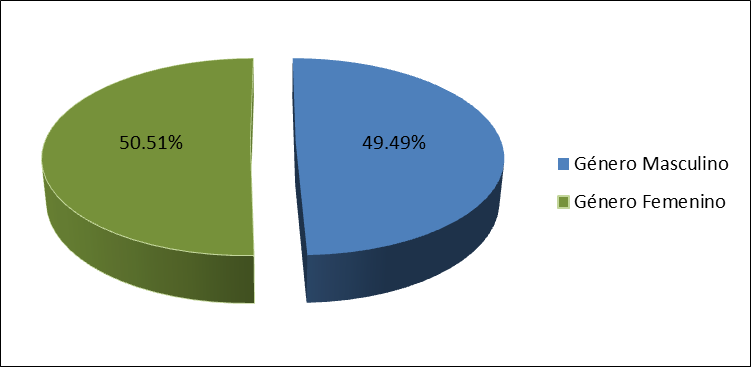 50.51%
49.49%
Género Masculino
Género Femenino